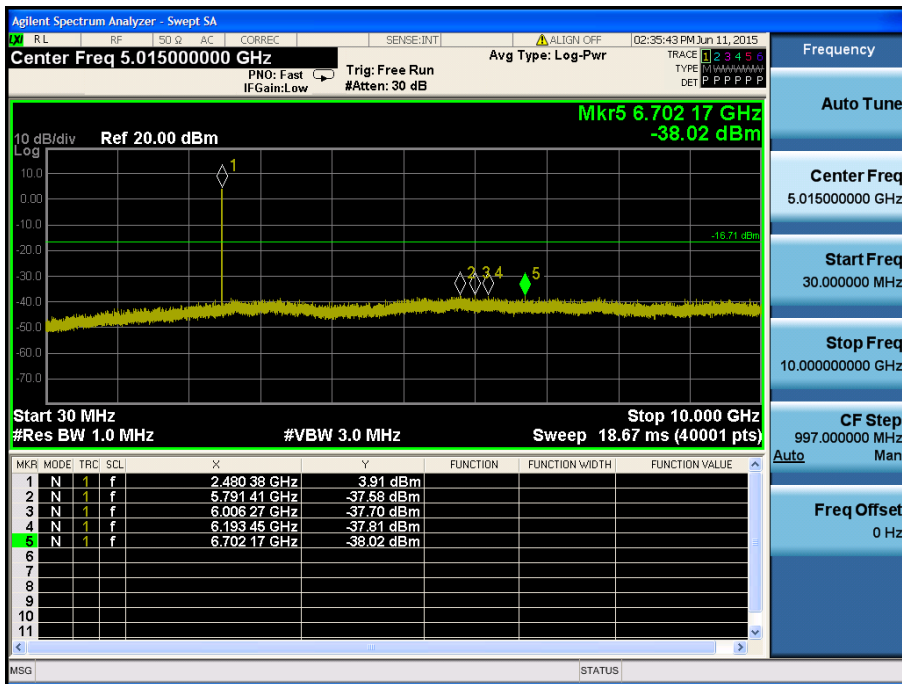 Agilent Spectrum Analyzer - Swept SA
LXI RL RF 50 Ω AC CORREC SENSE:INT ALIGN OFF 02:35:43 PM Jun 11, 2015
Center Freq 5.015000000 GHz
PNO: Fast
IFGain:Low
Trig: Free Run
#Atten: 30 dB
Avg Type: Log-Pwr
TRACE 1 2 3 4 5 6
TYPE MWWWWW
DET P P P P P P
Mkr5 6.702 17 GHz
-38.02 dBm
10 dB/div Ref 20.00 dBm
Log
10.0
0.00
-10.0
-20.0
-30.0
-40.0
-50.0
-60.0
-70.0
1
-16.71 dBm
2 3 4
5
Start 30 MHz Stop 10.000 GHz
#Res BW 1.0 MHz #VBW 3.0 MHz Sweep 18.67 ms (40001 pts)
MKR MODE TRC SCL X Y FUNCTION FUNCTION WIDTH FUNCTION VALUE
1 N 1 f 2.480 38 GHz 3.91 dBm
2 N 1 f 5.791 41 GHz -37.58 dBm
3 N 1 f 6.006 27 GHz -37.70 dBm
4 N 1 f 6.193 45 GHz -37.81 dBm
5 N 1 f 6.702 17 GHz -38.02 dBm
6
7
8
9
10
11
MSG STATUS
Frequency
Auto Tune
Center Freq
5.015000000 GHz
Start Freq
30.000000 MHz
Stop Freq
10.000000000 GHz
CF Step
997.000000 MHz
Auto Man
Freq Offset
0 Hz